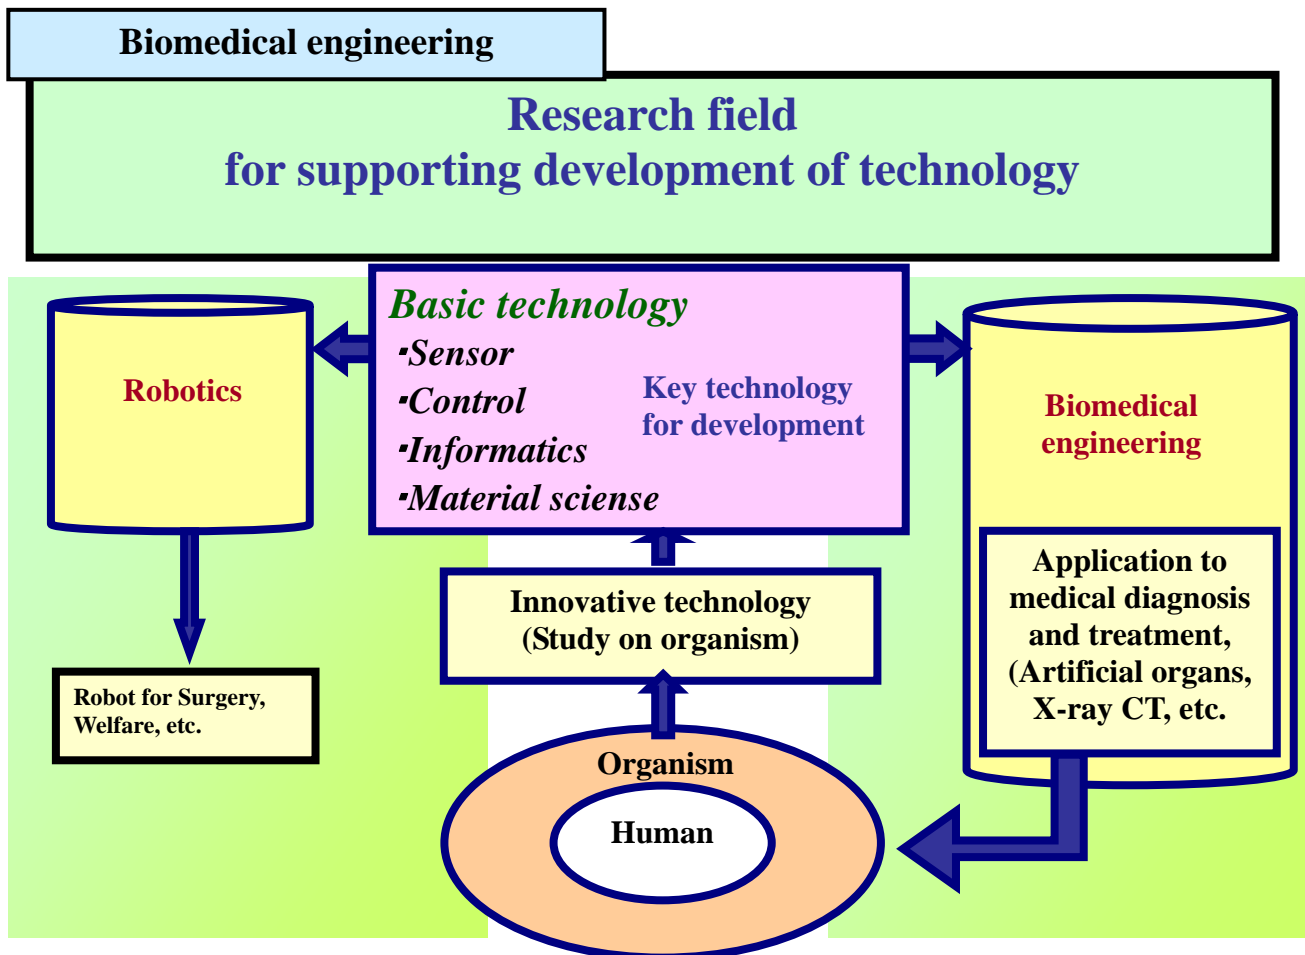 Biomedical engineering
Research field
for supporting development of technology
Basic technology
・Sensor
・Control
・Informatics
・Material sciense
Key technology
for development
Robotics
Biomedical
engineering
Robot for Surgery,
Welfare, etc.
Innovative technology
(Study on organism)
Application to
medical diagnosis
and treatment,
(Artificial organs,
X-ray CT, etc.
Organism
Human